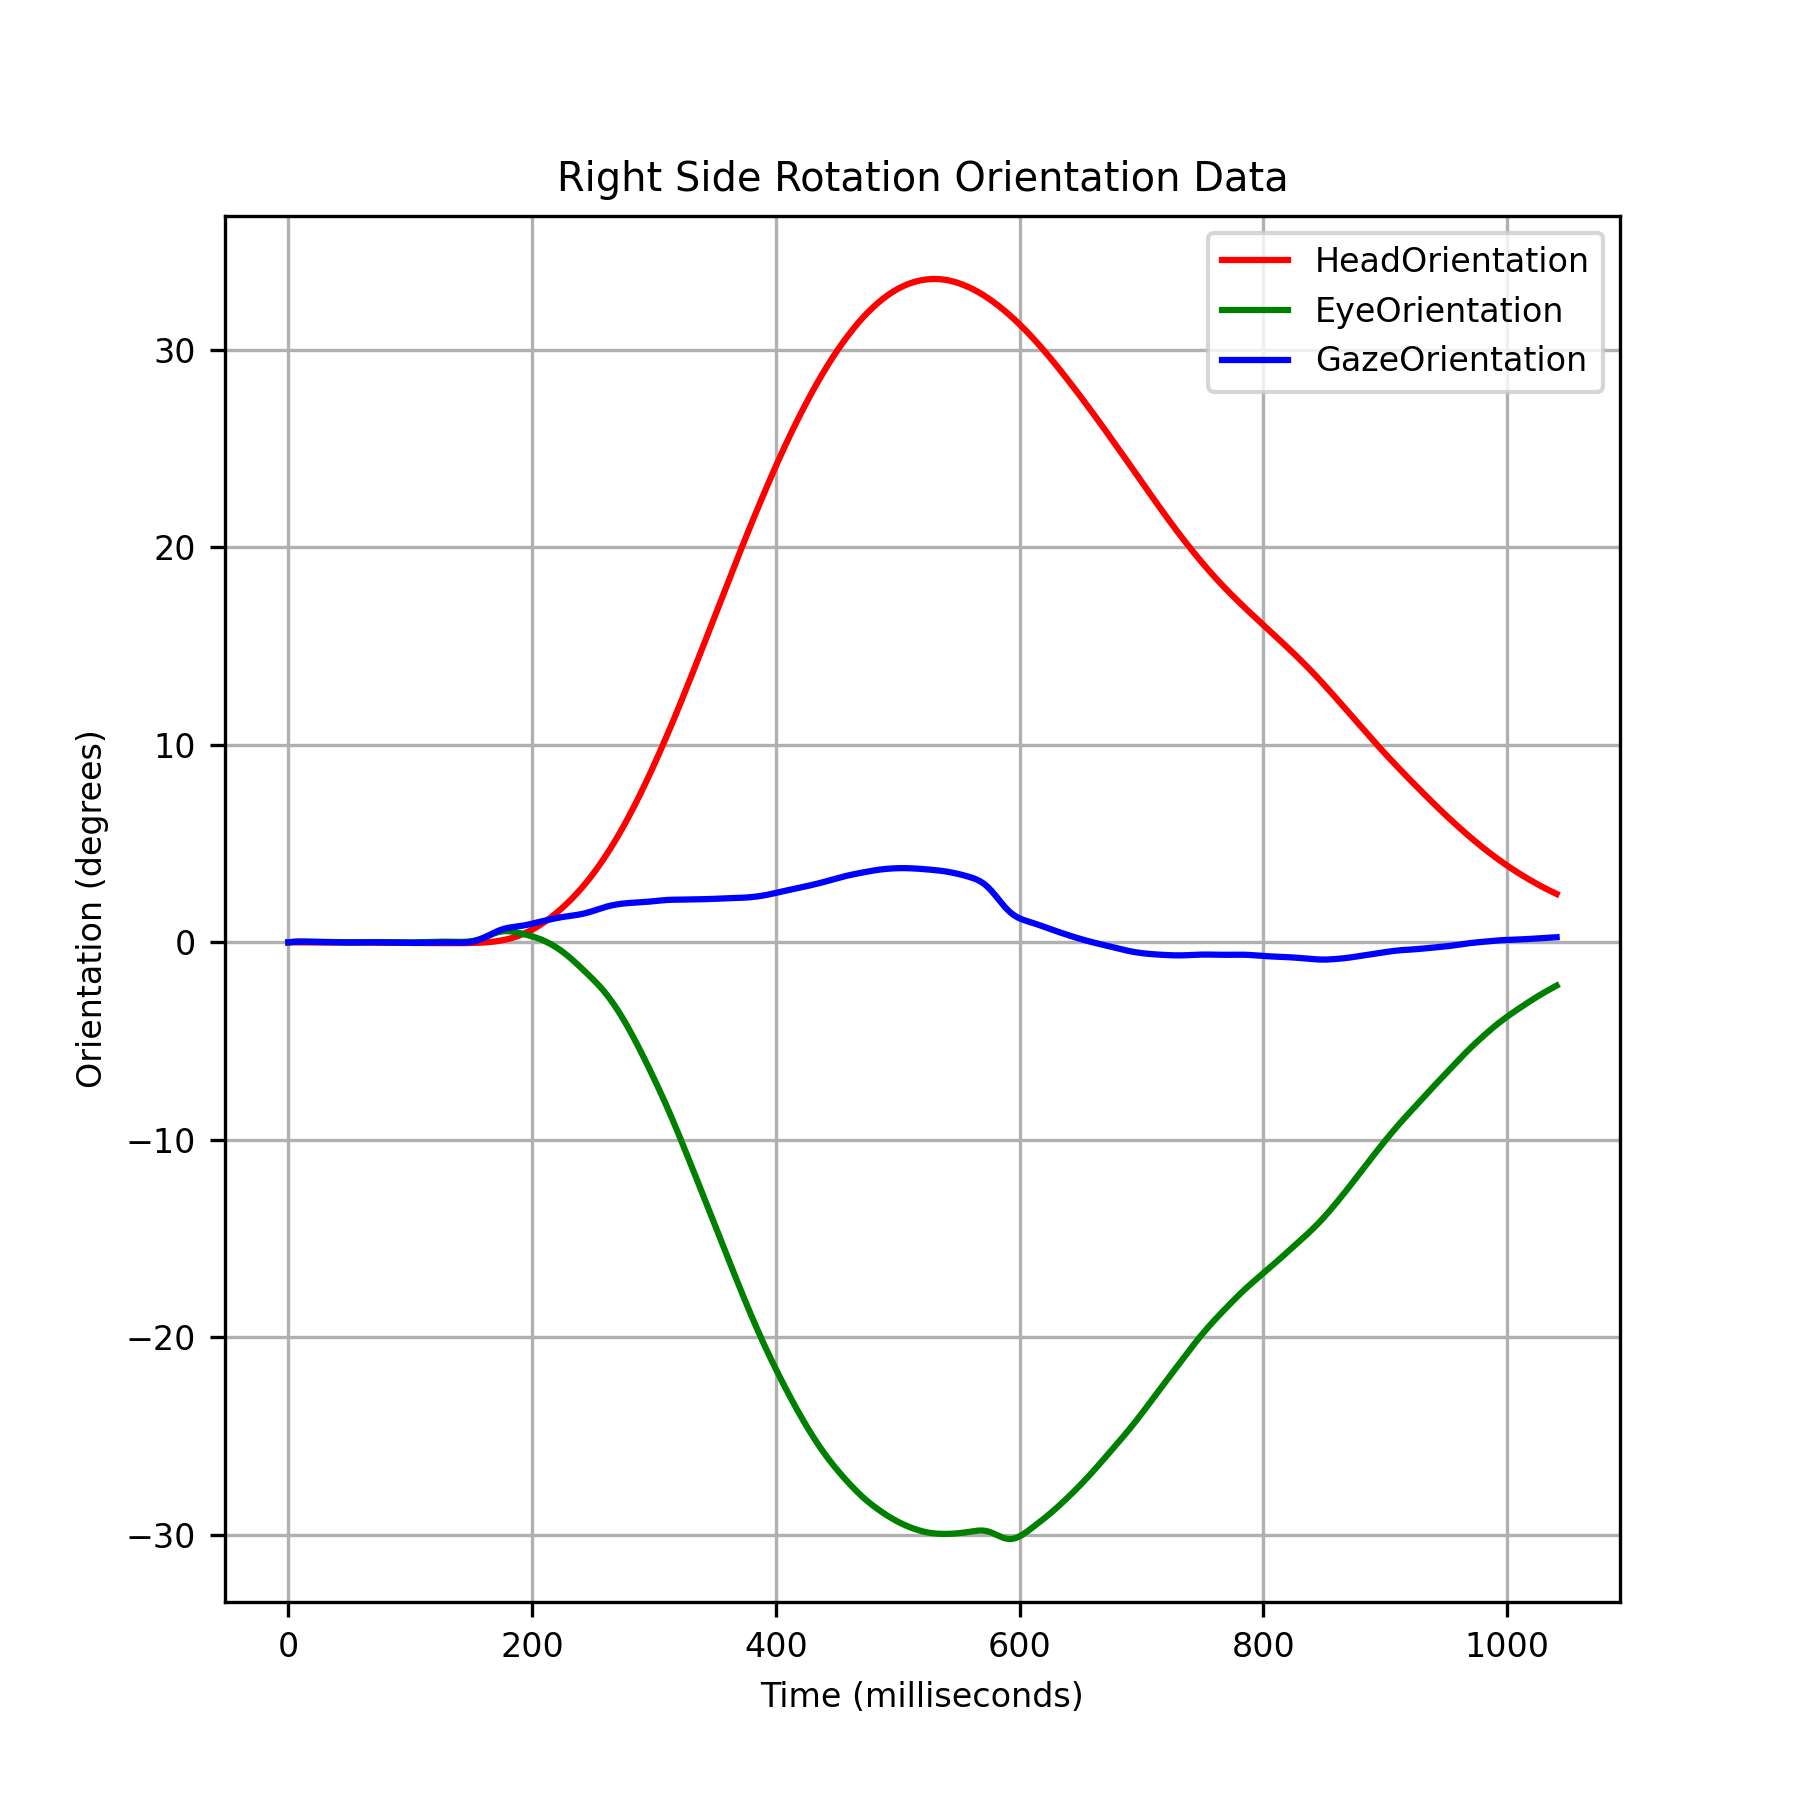 Right Side Rotation Orientation Data
HeadOrientation
EyeOrientation
GazeOrientation
30
20
10
0
−10
−20
−30
Orientation (degrees)
0 200 400 600 800 1000
Time (milliseconds)